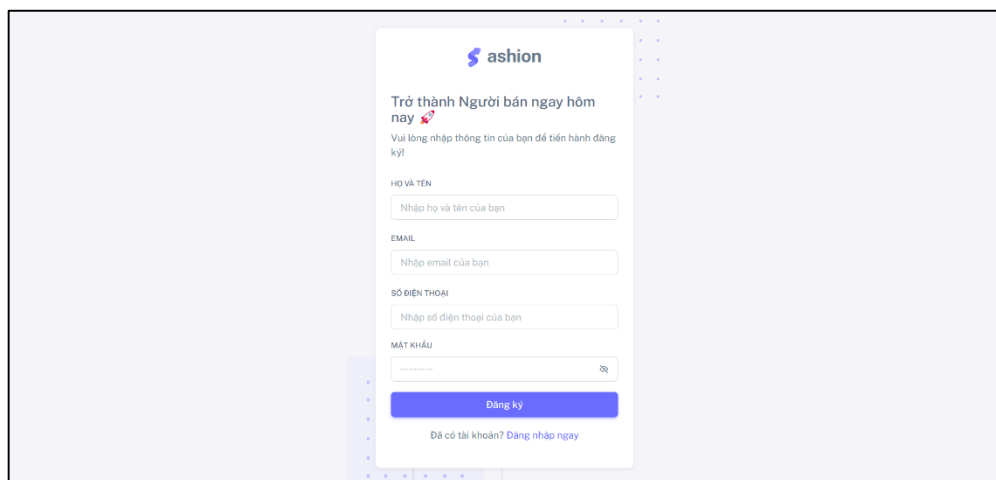 ashion
Trở thành Người bán ngay hôm
nay 🚀
Vui lòng nhập thông tin của bạn để tiến hành đăng
ký!
HỌ VÀ TÊN
Nhập họ và tên của bạn
EMAIL
Nhập email của bạn
SỐ ĐIỆN THOẠI
Nhập số điện thoại của bạn
MẬT KHẨU
············
Đăng ký
Đã có tài khoản? Đăng nhập ngay